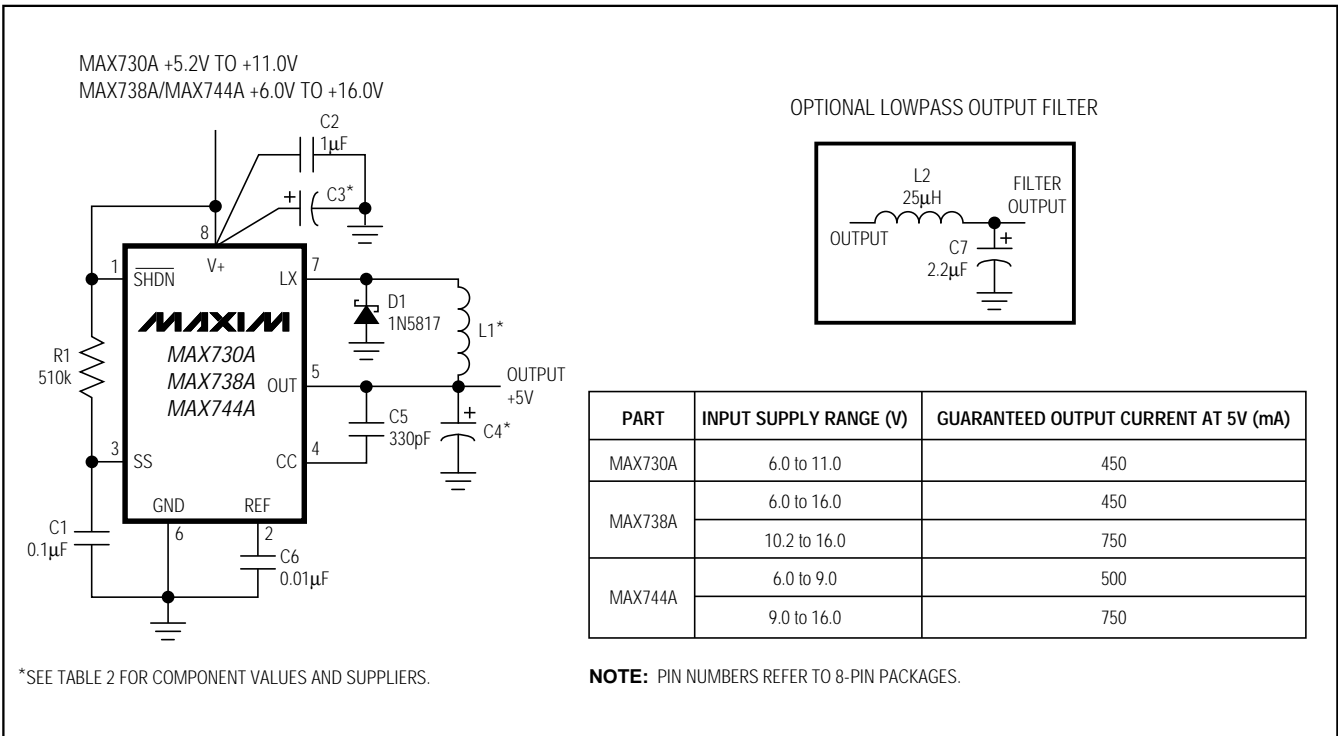 MAX730A +5.2V TO +11.0V
MAX738A/MAX744A +6.0V TO +16.0V
C2
1µF
C3*
+
8
V+
1
SHDN
7
LX
MAXIM
MAX730A
MAX738A
MAX744A
D1
1N5817
L1*
R1
510k
5
OUT
OUTPUT
+5V
C5
330pF
+
C4*
3
SS
4
CC
GND
REF
6
2
C1
0.1µF
C6
0.01µF
*SEE TABLE 2 FOR COMPONENT VALUES AND SUPPLIERS.
OPTIONAL LOWPASS OUTPUT FILTER
L2
25µH
FILTER
OUTPUT
OUTPUT
+
C7
2.2µF
PART INPUT SUPPLY RANGE (V) GUARANTEED OUTPUT CURRENT AT 5V (mA)
MAX730A 6.0 to 11.0 450
MAX738A 6.0 to 16.0 450
10.2 to 16.0 750
MAX744A 6.0 to 9.0 500
9.0 to 16.0 750
NOTE: PIN NUMBERS REFER TO 8-PIN PACKAGES.